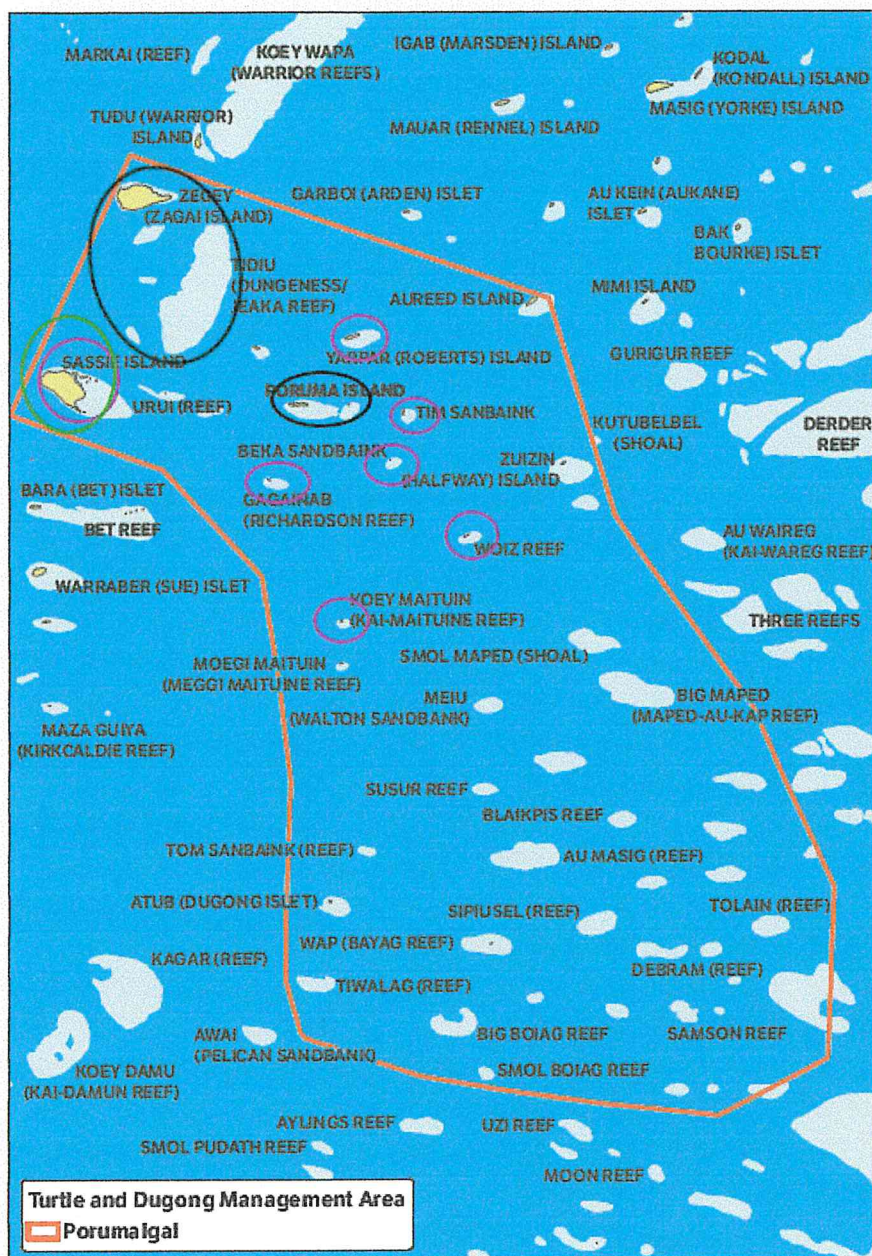 MARKAI (REEF)
KOEY WAPA
(WARRIOR REEFS)
IGAB (MARSDEN) ISLAND
KODAL
(KONDALL) ISLAND
MASIG (YORKE) ISLAND
TUDU (WARRIOR)
ISLAND
MAUAR (RENNEL) ISLAND
ZEGEY
(ZAGAI ISLAND)
GARBOI (ARDEN) ISLET
AU KEIN (AUKANE)
ISLET
BAK
BOURKE) ISLET
TIDIU
(DUNGENESS/
JEAKA REEF)
AUREED ISLAND
MIMI ISLAND
SASSIE ISLAND
YARPAR (ROBERTS) ISLAND
GURIGUR REEF
URUI (REEF)
PORUMA ISLAND
TIM SANBAINK
KUTUBELBEL
(SHOAL)
DERDER
REEF
BEKA SANDBAINK
ZUIZIN
(HALFWAY) ISLAND
BARA (BET) ISLET
BET REEF
GAGAINAB
(RICHARDSON REEF)
WOIZ REEF
AU WAIREG
(KAI-WAREG REEF)
WARRABER (SUE) ISLET
KOEY MAITUIN
(KAI-MAITUINE REEF)
THREE REEFS
MOEGI MAITUIN
(MEGGI MAITUINE REEF)
SMOL MAPED (SHOAL)
MAZA GUIYA
(KIRKCALDIE REEF)
MEIU
(WALTON SANDBANK)
BIG MAPED
(MAPED-AU-KAP REEF)
SUSUR REEF
BLAIKPIS REEF
TOM SANBAINK (REEF)
AU MASIG (REEF)
ATUB (DUGONG ISLET)
SIPIUSEL (REEF)
TOLAIN (REEF)
KAGAR (REEF)
WAP (BAYAG REEF)
DEBRAM (REEF)
TIWALAG (REEF)
AWAI
(PELICAN SANDBANK)
BIG BOIAG REEF
SAMSON REEF
KOEY DAMU
(KAI-DAMUN REEF)
SMOL BOIAG REEF
AYLINGS REEF
UZI REEF
SMOL PUDATH REEF
MOON REEF
Turtle and Dugong Management Area
Porumalgal